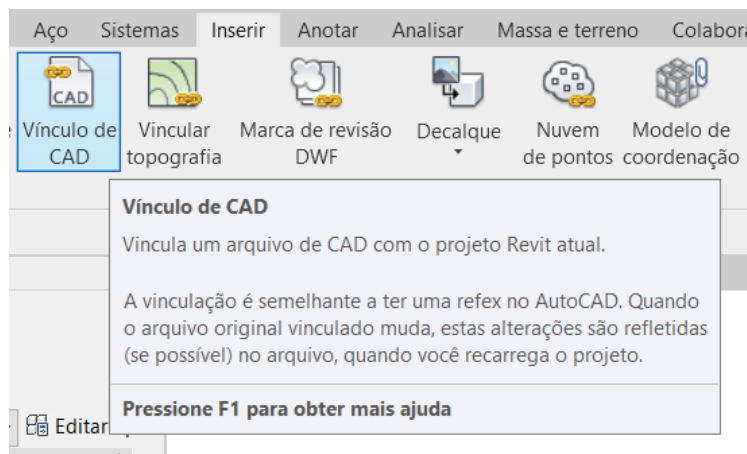 Aço Sistemas Inserir Anotar Analisar Massa e terreno
CAD
Vínculo de CAD
Vincular topografia
Marca de revisão DWF
Decalque
Nuvem de pontos
Modelo de coordenação
Vínculo de CAD
Vincula um arquivo de CAD com o projeto Revit atual.
A vinculação é semelhante a ter uma refex no AutoCAD. Quando
o arquivo original vinculado muda, estas alterações são refletidas
(se possível) no arquivo, quando você recarrega o projeto.
Pressione F1 para obter mais ajuda
Editar